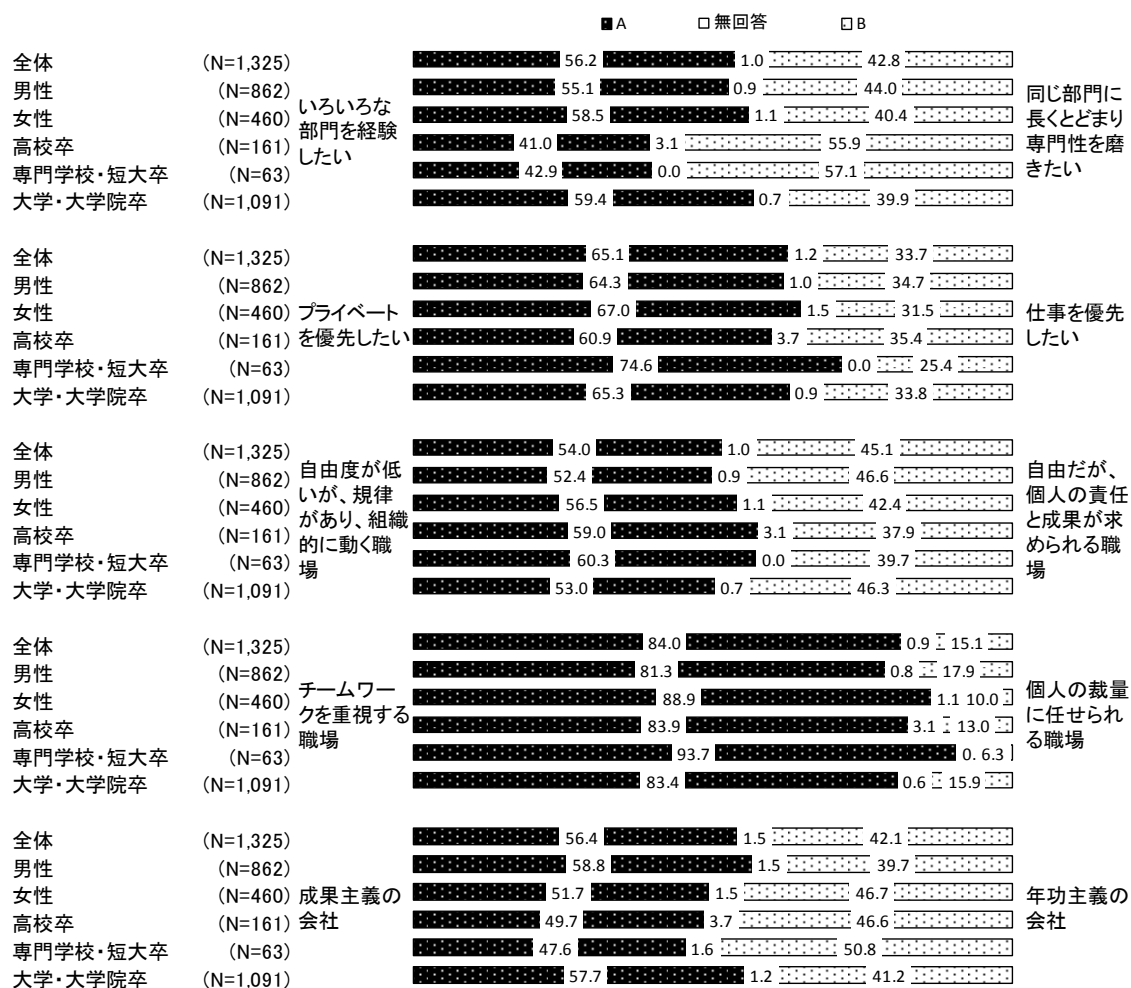 A 無回答 B
全体 (N=1,325) 56.2 1.0 42.8
男性 (N=862) 55.1 0.9 44.0
女性 (N=460) 58.5 1.1 40.4
高校卒 (N=161) 41.0 3.1 55.9
専門学校・短大卒 (N=63) 42.9 0.0 57.1
大学・大学院卒 (N=1,091) 59.4 0.7 39.9
いろいろな
部門を経験
したい
同じ部門に
長くとどまり
専門性を磨
きたい
全体 (N=1,325) 65.1 1.2 33.7
男性 (N=862) 64.3 1.0 34.7
女性 (N=460) 67.0 1.5 31.5
高校卒 (N=161) 60.9 3.7 35.4
専門学校・短大卒 (N=63) 74.6 0.0 25.4
大学・大学院卒 (N=1,091) 65.3 0.9 33.8
プライベート
を優先したい
仕事を優先
したい
全体 (N=1,325) 54.0 1.0 45.1
男性 (N=862) 52.4 0.9 46.6
女性 (N=460) 56.5 1.1 42.4
高校卒 (N=161) 59.0 3.1 37.9
専門学校・短大卒 (N=63) 60.3 0.0 39.7
大学・大学院卒 (N=1,091) 53.0 0.7 46.3
自由度が低
いが、規律
があり、組織
的に動く職
場
自由だが、
個人の責任
と成果が求
められる職
場
全体 (N=1,325) 84.0 0.9 15.1
男性 (N=862) 81.3 0.8 17.9
女性 (N=460) 88.9 1.1 10.0
高校卒 (N=161) 83.9 3.1 13.0
専門学校・短大卒 (N=63) 93.7 0. 6.3
大学・大学院卒 (N=1,091) 83.4 0.6 15.9
チームワー
クを重視する
職場
個人の裁量
に任せられ
る職場
全体 (N=1,325) 56.4 1.5 42.1
男性 (N=862) 58.8 1.5 39.7
女性 (N=460) 51.7 1.5 46.7
高校卒 (N=161) 49.7 3.7 46.6
専門学校・短大卒 (N=63) 47.6 1.6 50.8
大学・大学院卒 (N=1,091) 57.7 1.2 41.2
成果主義の
会社
年功主義の
会社